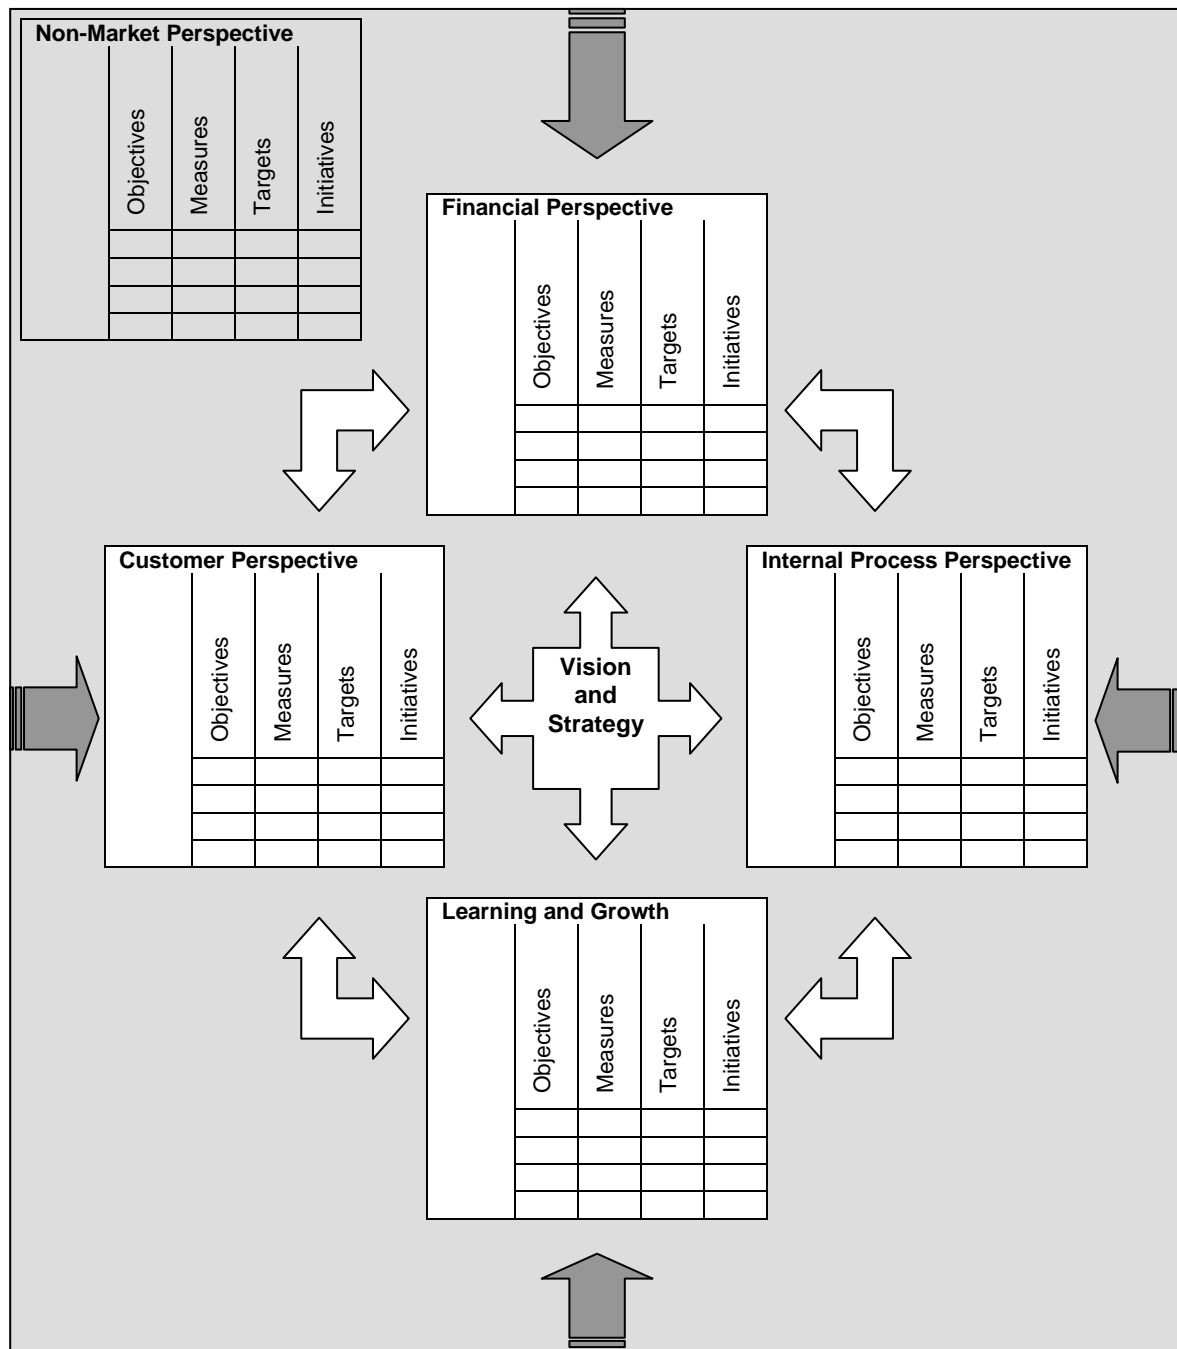 Non-Market Perspective
Objectives
Measures
Targets
Initiatives
Financial Perspective
Objectives
Measures
Targets
Initiatives
Customer Perspective
Objectives
Measures
Targets
Initiatives
Vision
and
Strategy
Internal Process Perspective
Objectives
Measures
Targets
Initiatives
Learning and Growth
Objectives
Measures
Targets
Initiatives